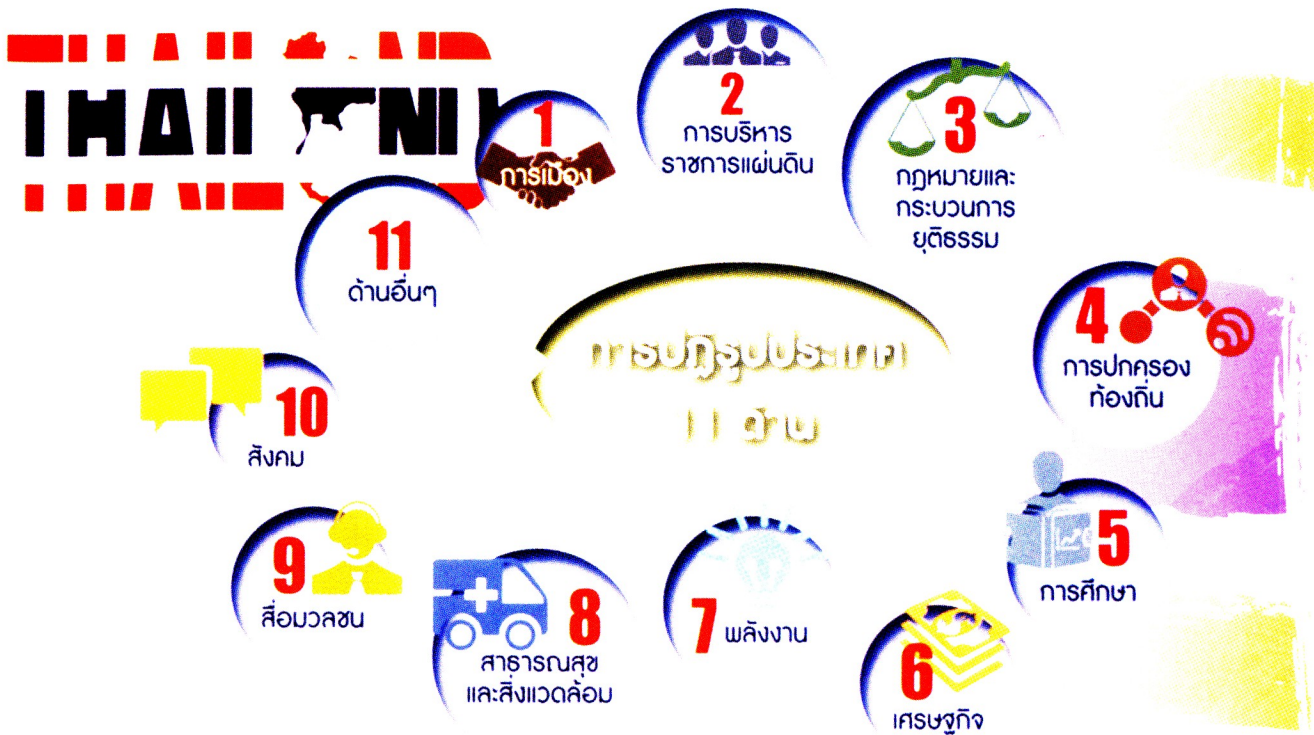 THAILAND
1
การเมือง
2
การบริหาร
ราชการแผ่นดิน
3
กฎหมายและ
กระบวนการ
ยุติธรรม
4
การปกครอง
ท้องถิ่น
5
การศึกษา
6
เศรษฐกิจ
7 พลังงาน
8
สาธารณสุข
และสิ่งแวดล้อม
9
สื่อมวลชน
10
สังคม
11
ด้านอื่นๆ
การปฏิรูปประเทศ
11 ด้าน